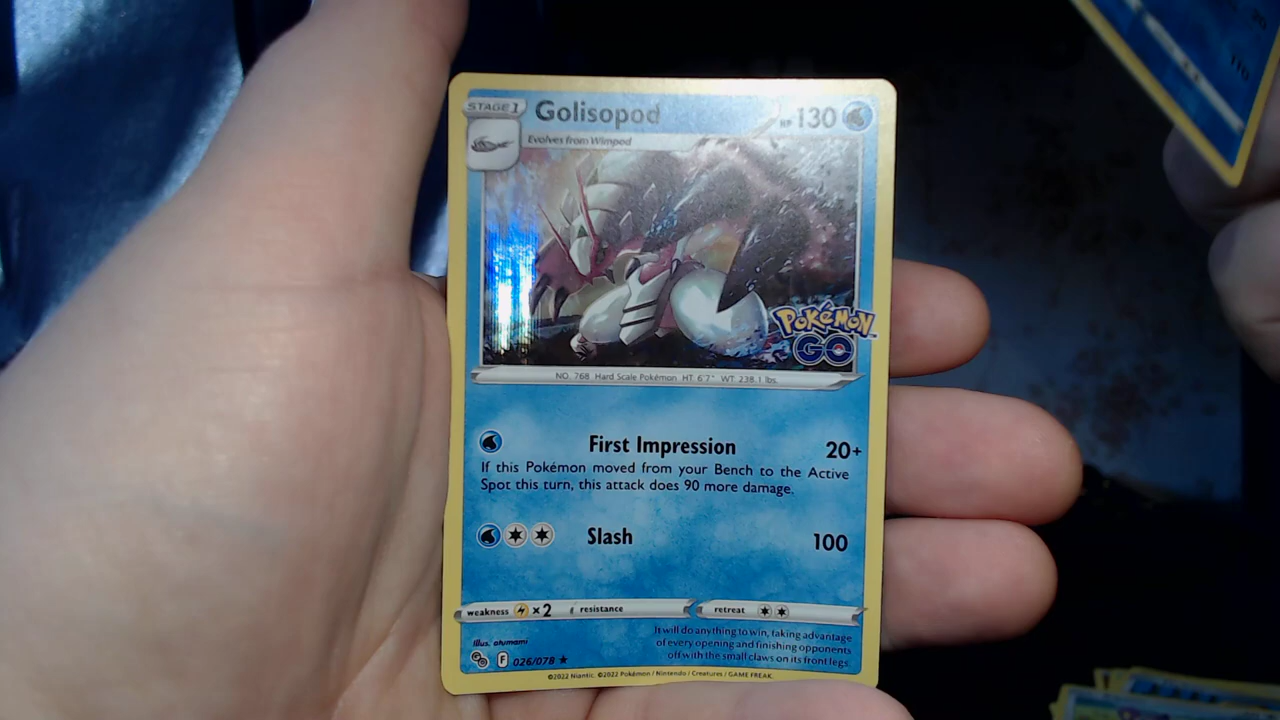 STAGE 1 Golisopod HP 130
Evolves from Wimpod
POKÉMON
GO
NO. 768 Hard Scale Pokémon HT 6'7" WT 238.1 lbs.
First Impression 20+
If this Pokémon moved from your Bench to the Active
Spot this turn, this attack does 90 more damage.
Slash 100
weakness ×2 resistance retreat
It will do anything to win, taking advantage
of every opening and finishing opponents
off with the small claws on its front legs.
Illus. otumami
GO F 026/078
©2022 Niantic. ©2022 Pokémon / Nintendo / Creatures / GAME FREAK.
110